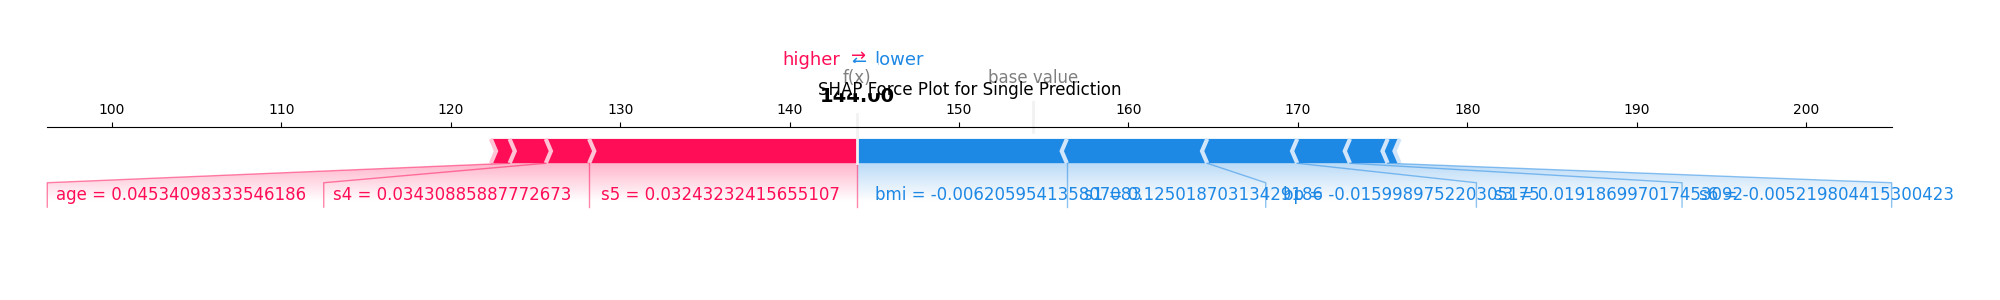 higher ⇄ lower
f(x)
base value
SHAP Force Plot for Single Prediction
144.00
100 110 120 130 140 150 160 170 180 190 200
age = 0.04534098333546186 s4 = 0.03430885887772673 s5 = 0.03243232415655107 bmi = -0.006205954135807083 s1 = 0.12501870313429186 bp = -0.015998975220305175 s3 = 0.019186997017453092 s6 = -0.005219804415300423